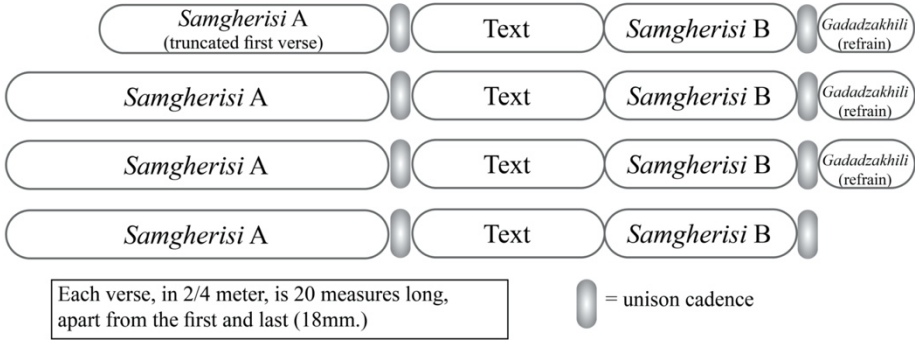 Samgherisi A
(truncated first verse)
Text
Samgherisi B
Gadadzakhili
(refrain)
Samgherisi A
Text
Samgherisi B
Gadadzakhili
(refrain)
Samgherisi A
Text
Samgherisi B
Gadadzakhili
(refrain)
Samgherisi A
Text
Samgherisi B
Each verse, in 2/4 meter, is 20 measures long,
apart from the first and last (18mm.)
= unison cadence